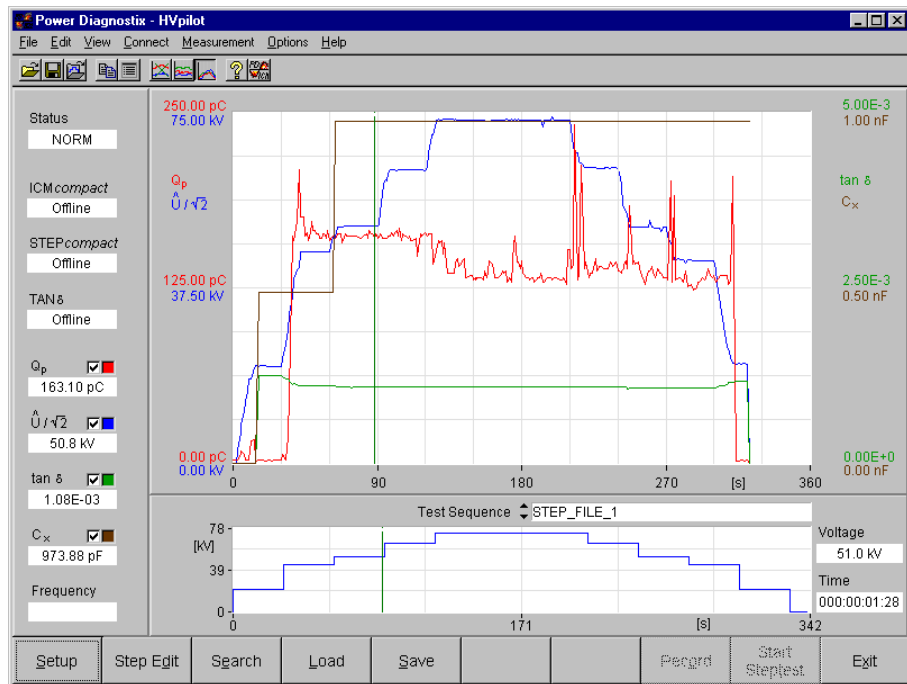 Power Diagnostix - HVpilot
File Edit View Connect Measurement Options Help
Status
NORM
ICMcompact
Offline
STEPcompact
Offline
TANδ
Offline
Qp
163.10 pC
Û/√2
50.8 kV
tan δ
1.08E-03
Cx
973.88 pF
Frequency
250.00 pC
75.00 kV
Qp
Û/√2
125.00 pC
37.50 kV
0.00 pC
0.00 kV
0 90 180 270 [s] 360
5.00E-3
1.00 nF
tan δ
Cx
2.50E-3
0.50 nF
0.00E+0
0.00 nF
Test Sequence STEP_FILE_1
78
[kV]
39
0
0 171 [s] 342
Voltage
51.0 kV
Time
000:00:01:28
Setup Step Edit Search Load Save Record Start Steptest Exit